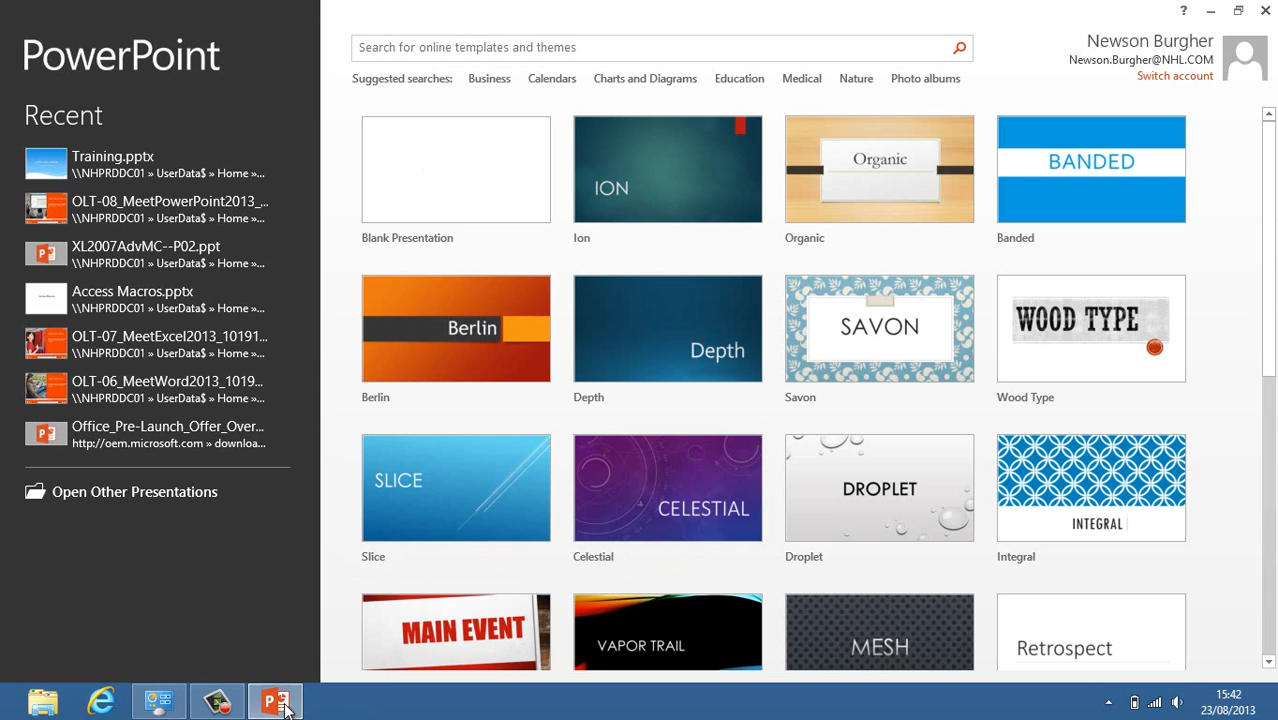 PowerPoint
Recent
Training.pptx
\\NHPRDDC01 » UserData$ » Home »...
OLT-08_MeetPowerPoint2013_...
\\NHPRDDC01 » UserData$ » Home »...
XL2007AdvMC--P02.ppt
\\NHPRDDC01 » UserData$ » Home »...
Access Macros.pptx
\\NHPRDDC01 » UserData$ » Home »...
OLT-07_MeetExcel2013_10191...
\\NHPRDDC01 » UserData$ » Home »...
OLT-06_MeetWord2013_1019...
\\NHPRDDC01 » UserData$ » Home »...
Office_Pre-Launch_Offer_Over...
http://oem.microsoft.com » downloa...
Open Other Presentations
?
Search for online templates and themes
Newson Burgher
Newson.Burgher@NHL.COM
Switch account
Suggested searches: Business Calendars Charts and Diagrams Education Medical Nature Photo albums
ION
Organic
BANDED
Blank Presentation
Ion
Organic
Banded
Berlin
Depth
SAVON
WOOD TYPE
Berlin
Depth
Savon
Wood Type
SLICE
CELESTIAL
DROPLET
INTEGRAL
Slice
Celestial
Droplet
Integral
MAIN EVENT
VAPOR TRAIL
MESH
Retrospect
15:42
23/08/2013